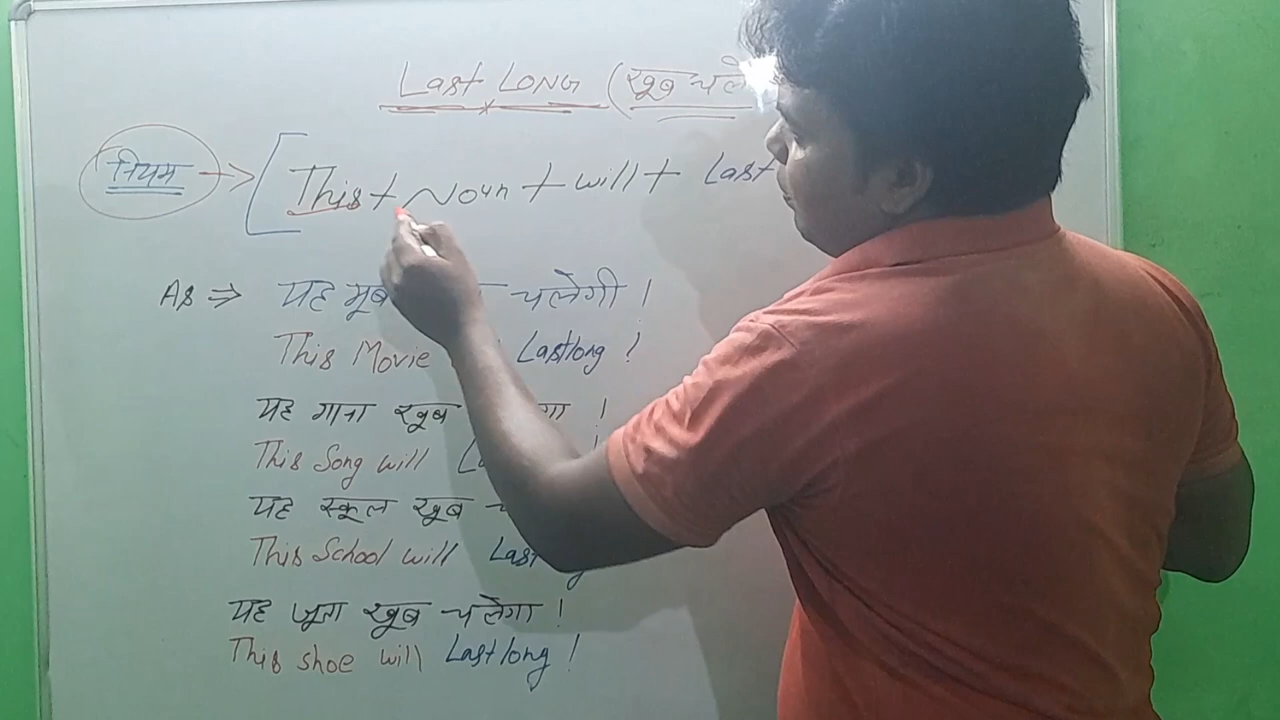 Last LONG (खूब चले
नियम → [ This + Noun + will + Last
As ⇒ यह मूव चलेगी !
This Movie Lastlong !
यह गाना खूब गा !
This Song will !
यह स्कूल खूब
This School will Last
यह जूता खूब चलेगा !
This shoe will Lastlong !